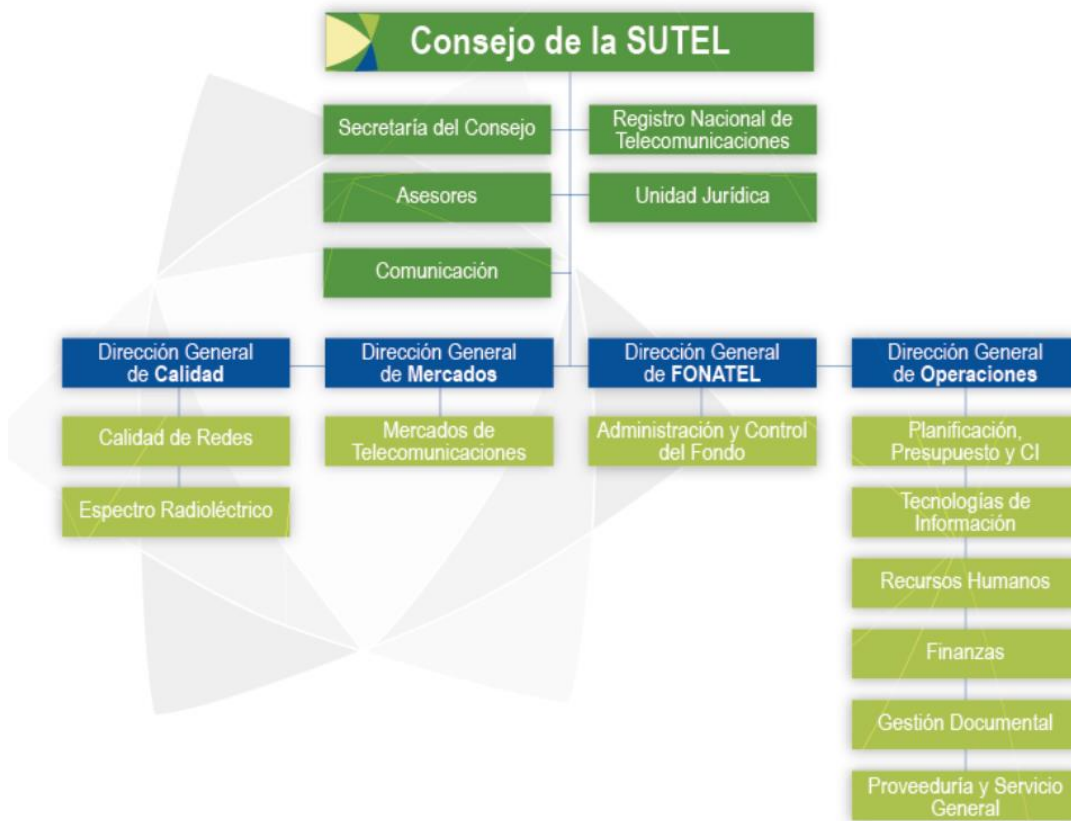 Consejo de la SUTEL
Secretaría del Consejo
Registro Nacional de
Telecomunicaciones
Asesores
Unidad Jurídica
Comunicación
Dirección General
de Calidad
Dirección General
de Mercados
Dirección General
de FONATEL
Dirección General
de Operaciones
Calidad de Redes
Mercados de
Telecomunicaciones
Administración y Control
del Fondo
Planificación,
Presupuesto y CI
Espectro Radioléctrico
Tecnologías de
Información
Recursos Humanos
Finanzas
Gestión Documental
Proveeduría y Servicio
General